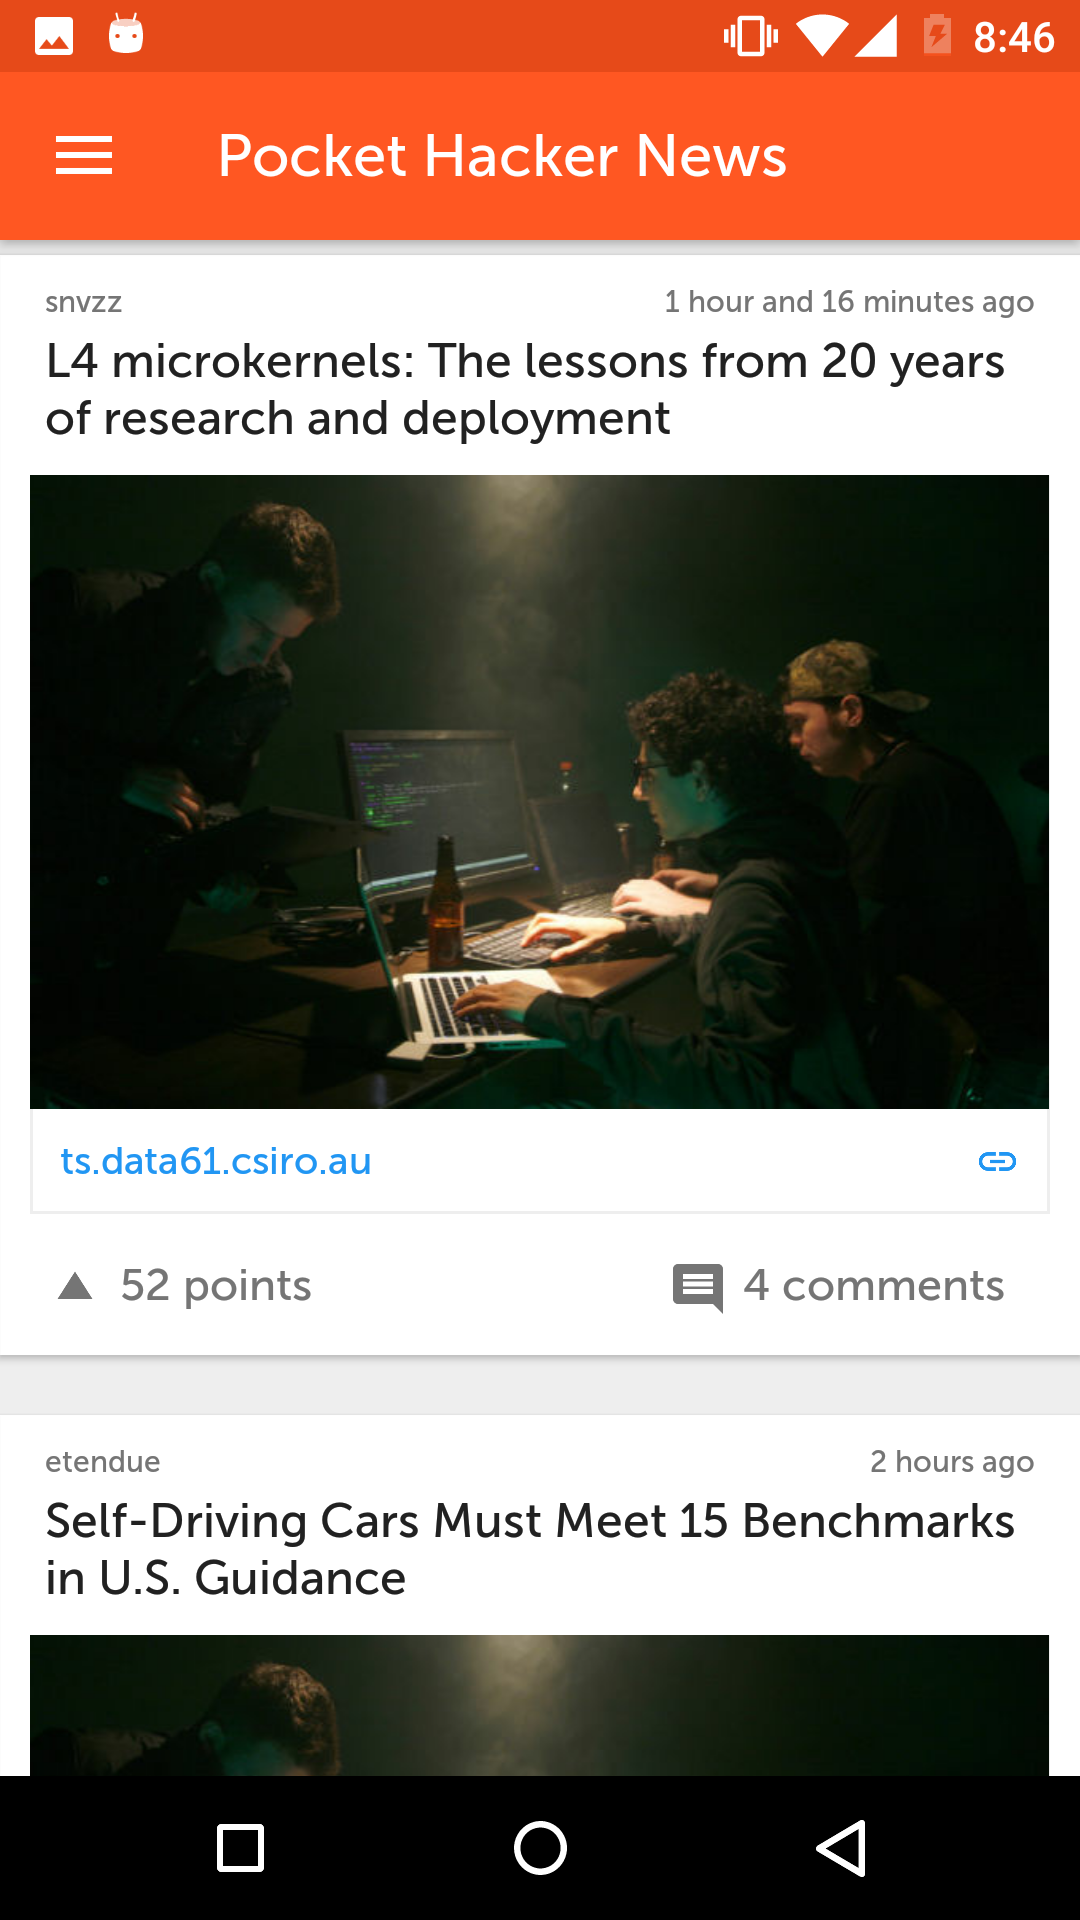 8:46
Pocket Hacker News
snvzz
1 hour and 16 minutes ago
L4 microkernels: The lessons from 20 years
of research and deployment
ts.data61.csiro.au
52 points
4 comments
etendue
2 hours ago
Self-Driving Cars Must Meet 15 Benchmarks
in U.S. Guidance